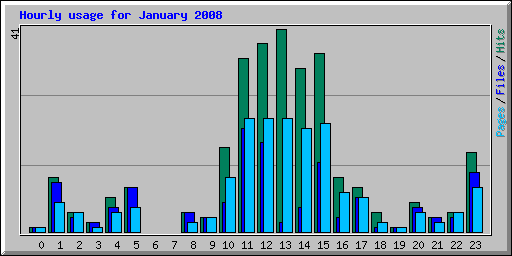 Hourly usage for January 2008
41
Pages/Files/Hits
0 1 2 3 4 5 6 7 8 9 10 11 12 13 14 15 16 17 18 19 20 21 22 23